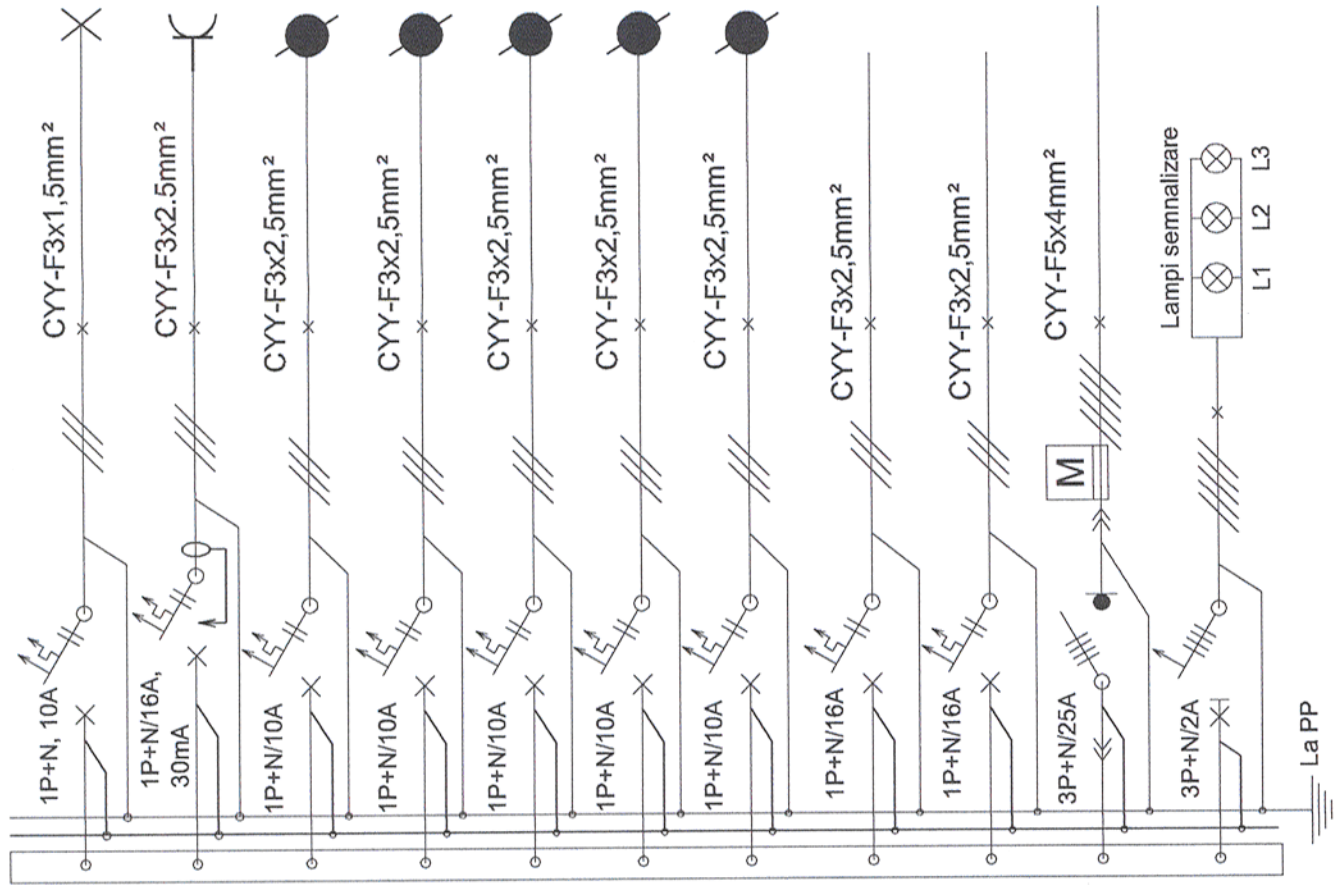 CYY-F3x1,5mm²
CYY-F3x2.5mm²
CYY-F3x2,5mm²
CYY-F3x2,5mm²
CYY-F3x2,5mm²
CYY-F3x2,5mm²
CYY-F3x2,5mm²
CYY-F3x2,5mm²
CYY-F3x2,5mm²
CYY-F5x4mm²
Lampi semnalizare
L1 L2 L3
M
1P+N, 10A
1P+N/16A,
30mA
1P+N/10A
1P+N/10A
1P+N/10A
1P+N/10A
1P+N/10A
1P+N/16A
1P+N/16A
3P+N/25A
3P+N/2A
La PP